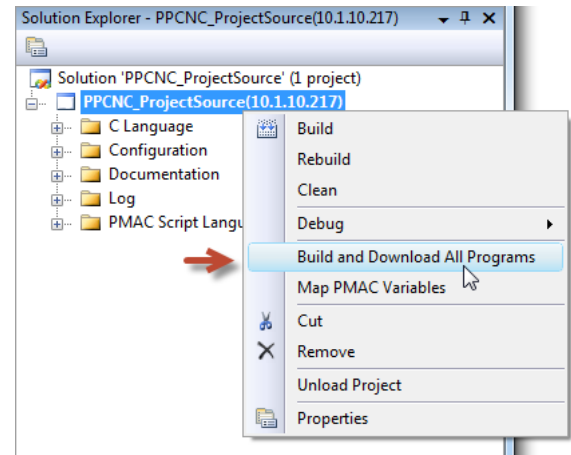 Solution Explorer - PPCNC_ProjectSource(10.1.10.217)
Solution 'PPCNC_ProjectSource' (1 project)
PPCNC_ProjectSource(10.1.10.217)
C Language
Configuration
Documentation
Log
PMAC Script Langu
Build
Rebuild
Clean
Debug
Build and Download All Programs
Map PMAC Variables
Cut
Remove
Unload Project
Properties